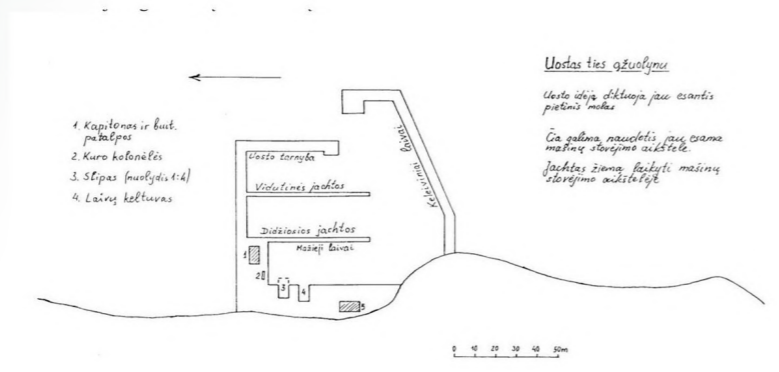 1. Kapitonas ir buit.
patalpos
2. Kuro kolonėlės
3. Slipas (nuolydis 1:4)
4. Laivų keltuvas
Uosto tarnyba
Vidutinės jachtos
Didžiosios jachtos
Mažieji laivai
Keleiviniai laivai
1
2
3
4
5
Uostas ties ąžuolynu
Uosto idėją diktuoja jau esantis
pietinis molas
Čia galima naudotis jau esama
mašinų stovėjimo aikštele.
Jachtas žiemą laikyti mašinų
stovėjimo aikštelėje
0 10 20 30 40 50m